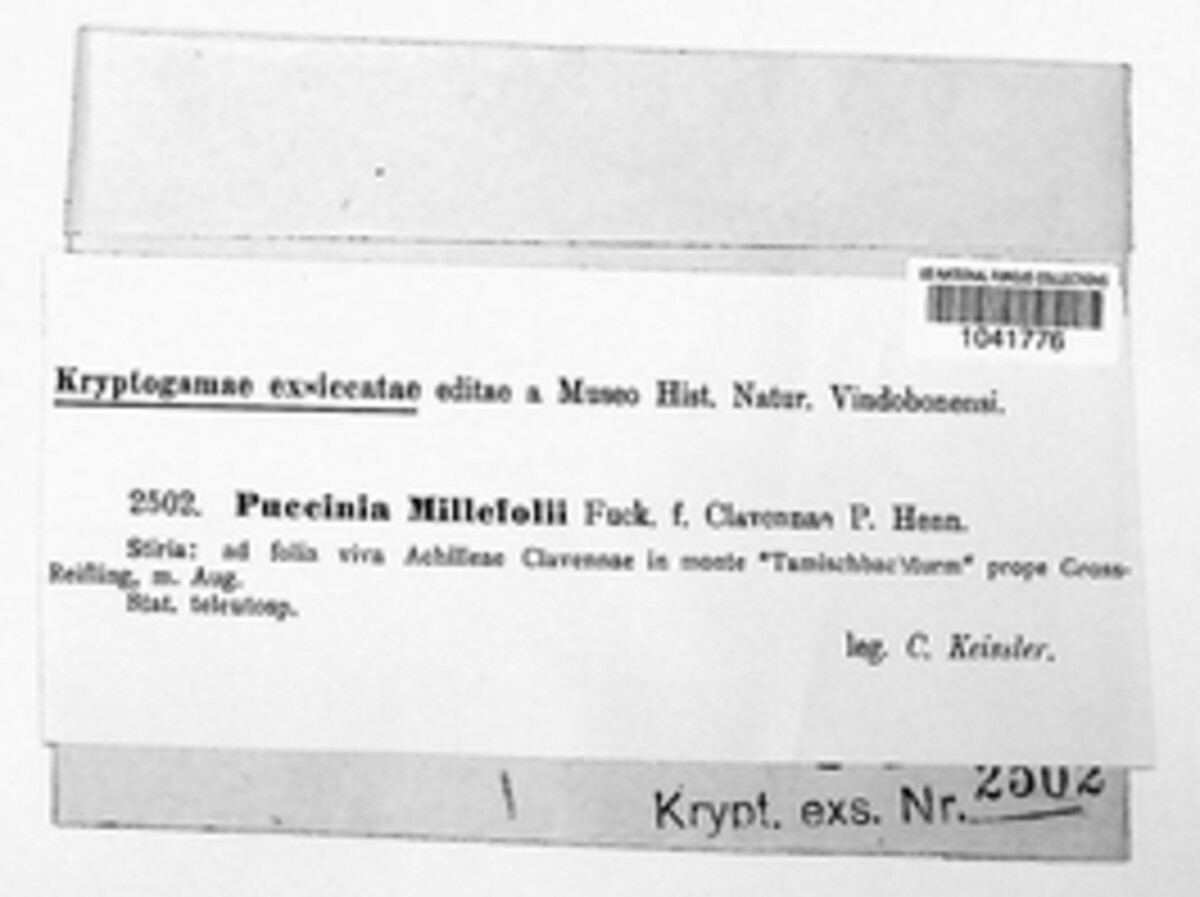 US NATIONAL FUNGUS COLLECTIONS
1041776
Kryptogamae exsiccatae editae a Museo Hist. Natur. Vindobonensi.
2502. Puccinia Millefolii Fuck. f. Clavennae P. Henn.
Stiria: ad folia viva Achilleae Clavennae in monte "Tamischbachturm" prope Gross-
Reifling, m. Aug.
Stat. teleutosp.
leg. C. Keissler.
Krypt. exs. Nr. 2502